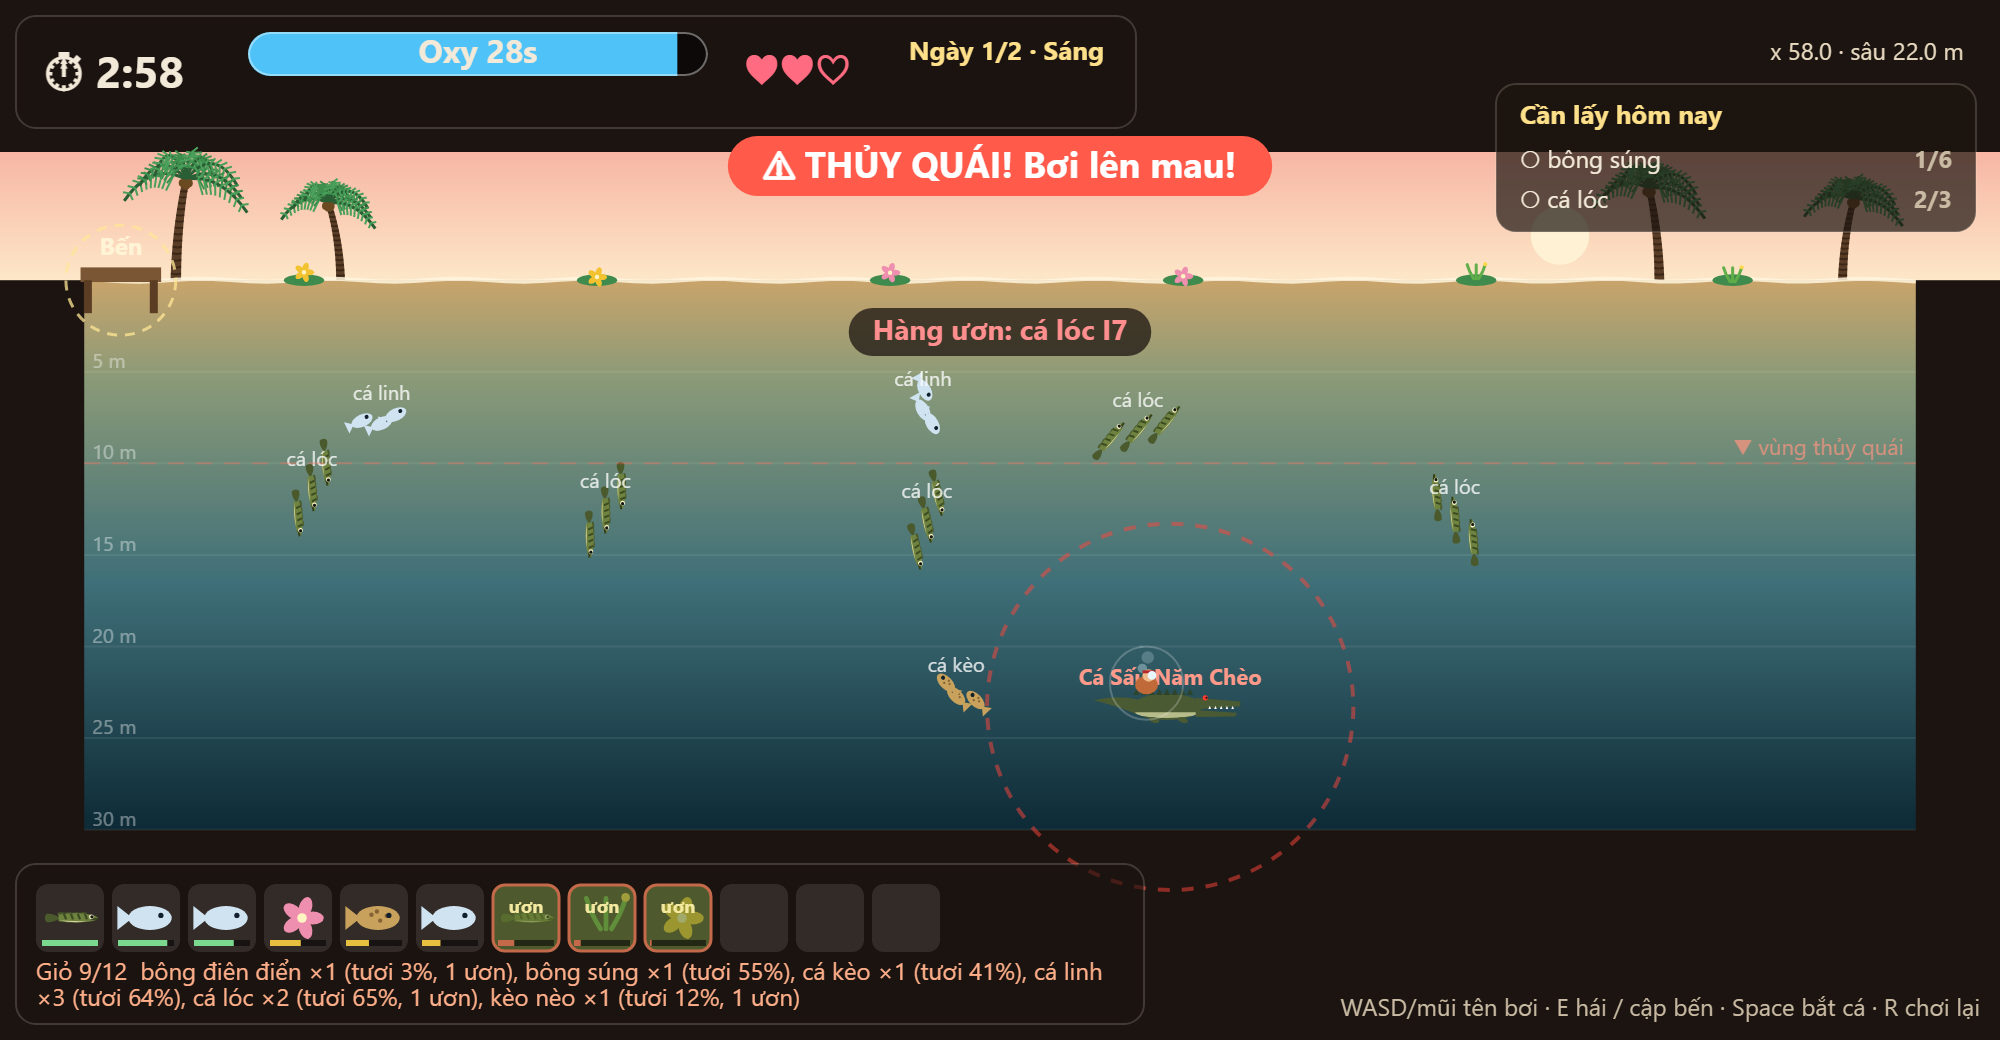 2:58
Oxy 28s
Ngày 1/2 · Sáng
x 58.0 · sâu 22.0 m
Cần lấy hôm nay
bông súng 1/6
cá lóc 2/3
⚠ THỦY QUÁI! Bơi lên mau!
Bến
Hàng ươn: cá lóc I7
5 m
cá linh
cá linh
cá lóc
10 m
▼ vùng thủy quái
cá lóc
cá lóc
cá lóc
cá lóc
15 m
20 m
cá kèo
Cá Sấu Năm Chèo
25 m
30 m
ươn
ươn
ươn
Giỏ 9/12 bông điên điển ×1 (tươi 3%, 1 ươn), bông súng ×1 (tươi 55%), cá kèo ×1 (tươi 41%), cá linh
×3 (tươi 64%), cá lóc ×2 (tươi 65%, 1 ươn), kèo nèo ×1 (tươi 12%, 1 ươn)
WASD/mũi tên bơi · E hái / cập bến · Space bắt cá · R chơi lại